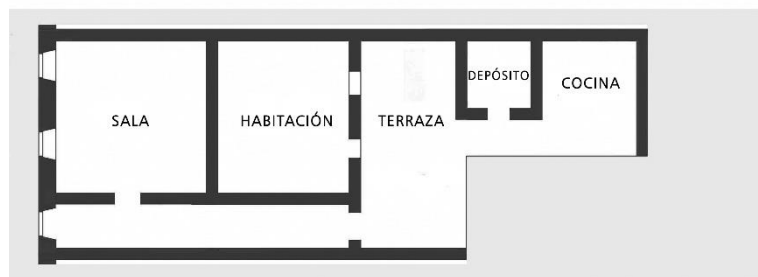 SALA
HABITACIÓN
TERRAZA
DEPÓSITO
COCINA